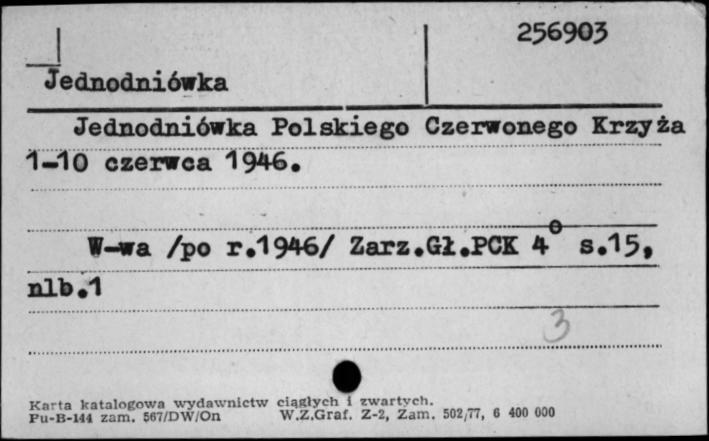 256903
Jednodniówka
Jednodniówka Polskiego Czerwonego Krzyża
1-10 czerwca 1946.
W-wa /po r.1946/ Zarz.Gł.PCK 4° s.15,
nlb.1
3
Karta katalogowa wydawnictw ciągłych i zwartych.
Pu-B-144 zam. 567/DW/On W.Z.Graf. Z-2, Zam. 502/77, 6 400 000